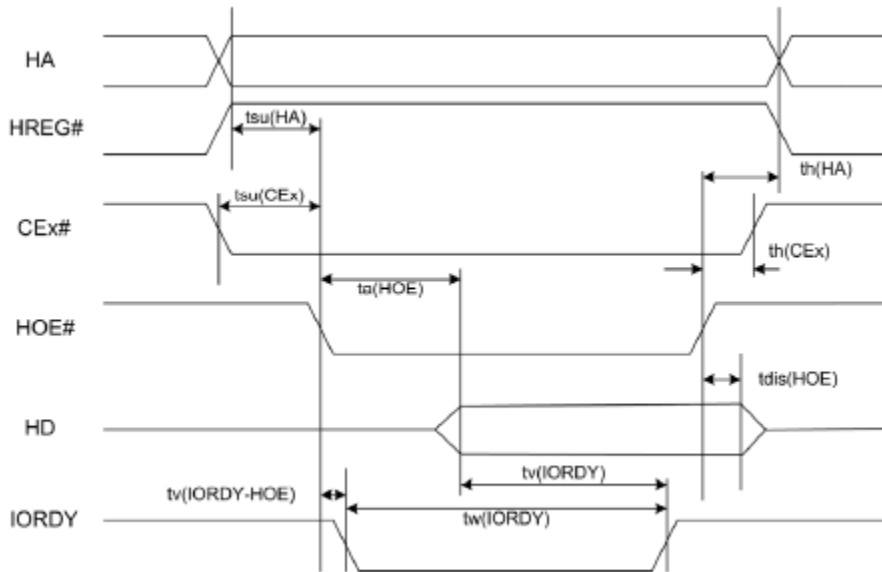 HA
tsu(HA)
HREG#
th(HA)
tsu(CEx)
CEx#
th(CEx)
ta(HOE)
HOE#
tdis(HOE)
HD
tv(IORDY)
tv(IORDY-HOE)
tw(IORDY)
IORDY